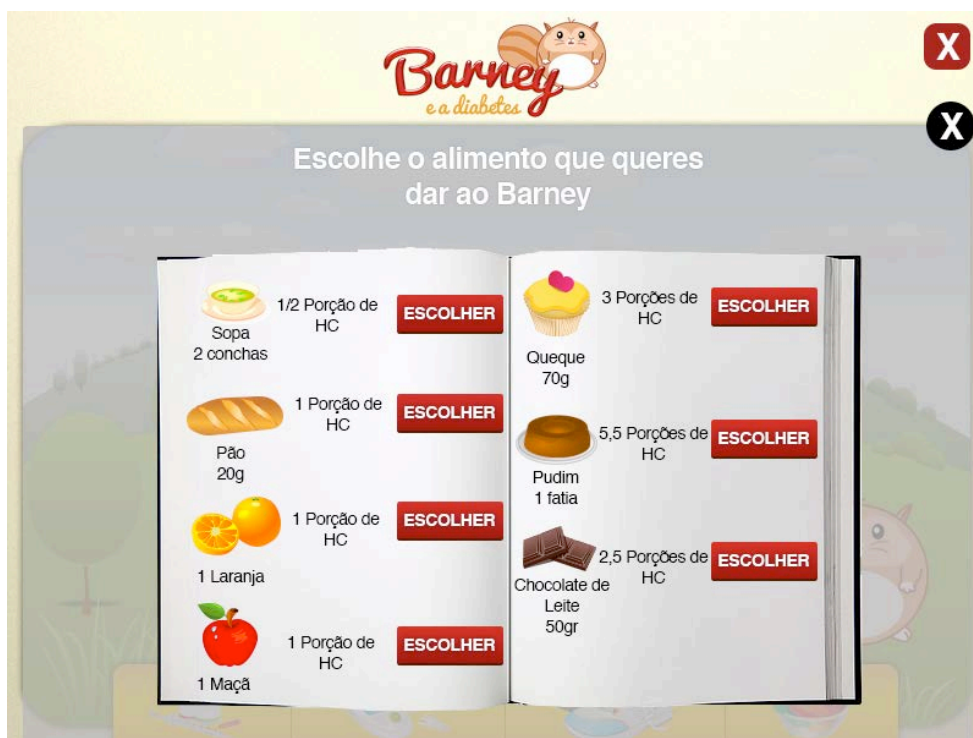 Barney
e a diabetes
X
X
Escolhe o alimento que queres
dar ao Barney
1/2 Porção de
HC
ESCOLHER
Sopa
2 conchas
1 Porção de
HC
ESCOLHER
Pão
20g
1 Porção de
HC
ESCOLHER
1 Laranja
1 Porção de
HC
ESCOLHER
1 Maçã
3 Porções de
HC
ESCOLHER
Queque
70g
5,5 Porções de
HC
ESCOLHER
Pudim
1 fatia
2,5 Porções de
HC
ESCOLHER
Chocolate de
Leite
50gr